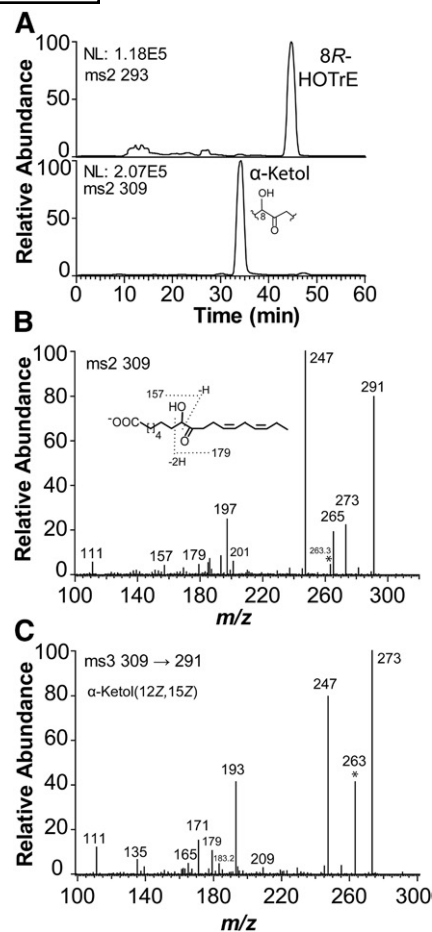 A
NL: 1.18E5
ms2 293
8R-
HOTrE
100
50
0
NL: 2.07E5
ms2 309
α-Ketol
OH
8
O
100
50
0
Relative Abundance
0 10 20 30 40 50 60
Time (min)
B
ms2 309
247
291
157
-H
HO
⁻OOC
4
O
-2H
179
197
273
265
263.3
*
111
157
179
201
100
80
60
40
20
0
Relative Abundance
100 140 180 220 260 300
m/z
C
ms3 309 → 291
α-Ketol(12Z,15Z)
273
247
263
*
193
171
179
111
135
165
183.2
209
100
80
60
40
20
0
Relative Abundance
100 140 180 220 260 300
m/z